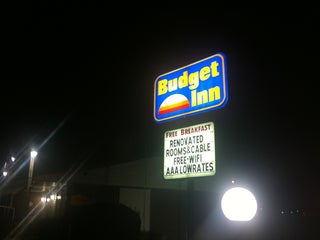 Budget
Inn
FREE BREAKFAST
RENOVATED
ROOMS&CABLE
FREE-WIFI
AAA LOWRATES